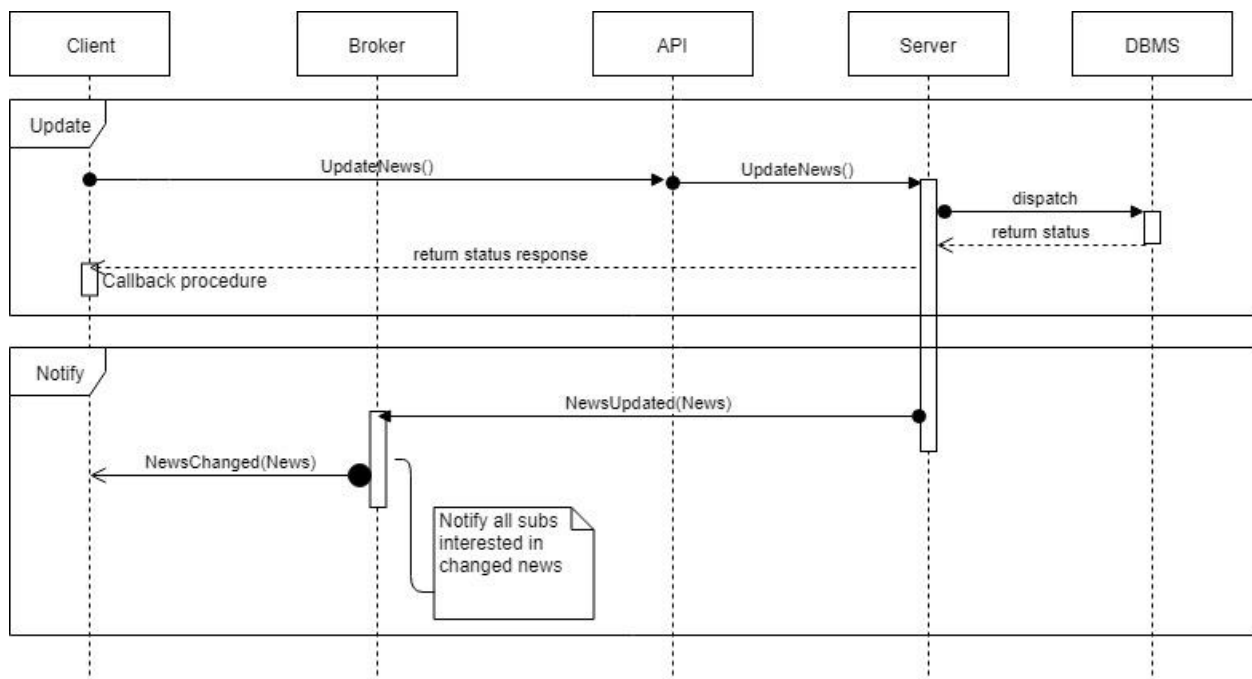 Client
Broker
API
Server
DBMS
Update
UpdateNews()
UpdateNews()
dispatch
return status
return status response
Callback procedure
Notify
NewsUpdated(News)
NewsChanged(News)
Notify all subs
interested in
changed news